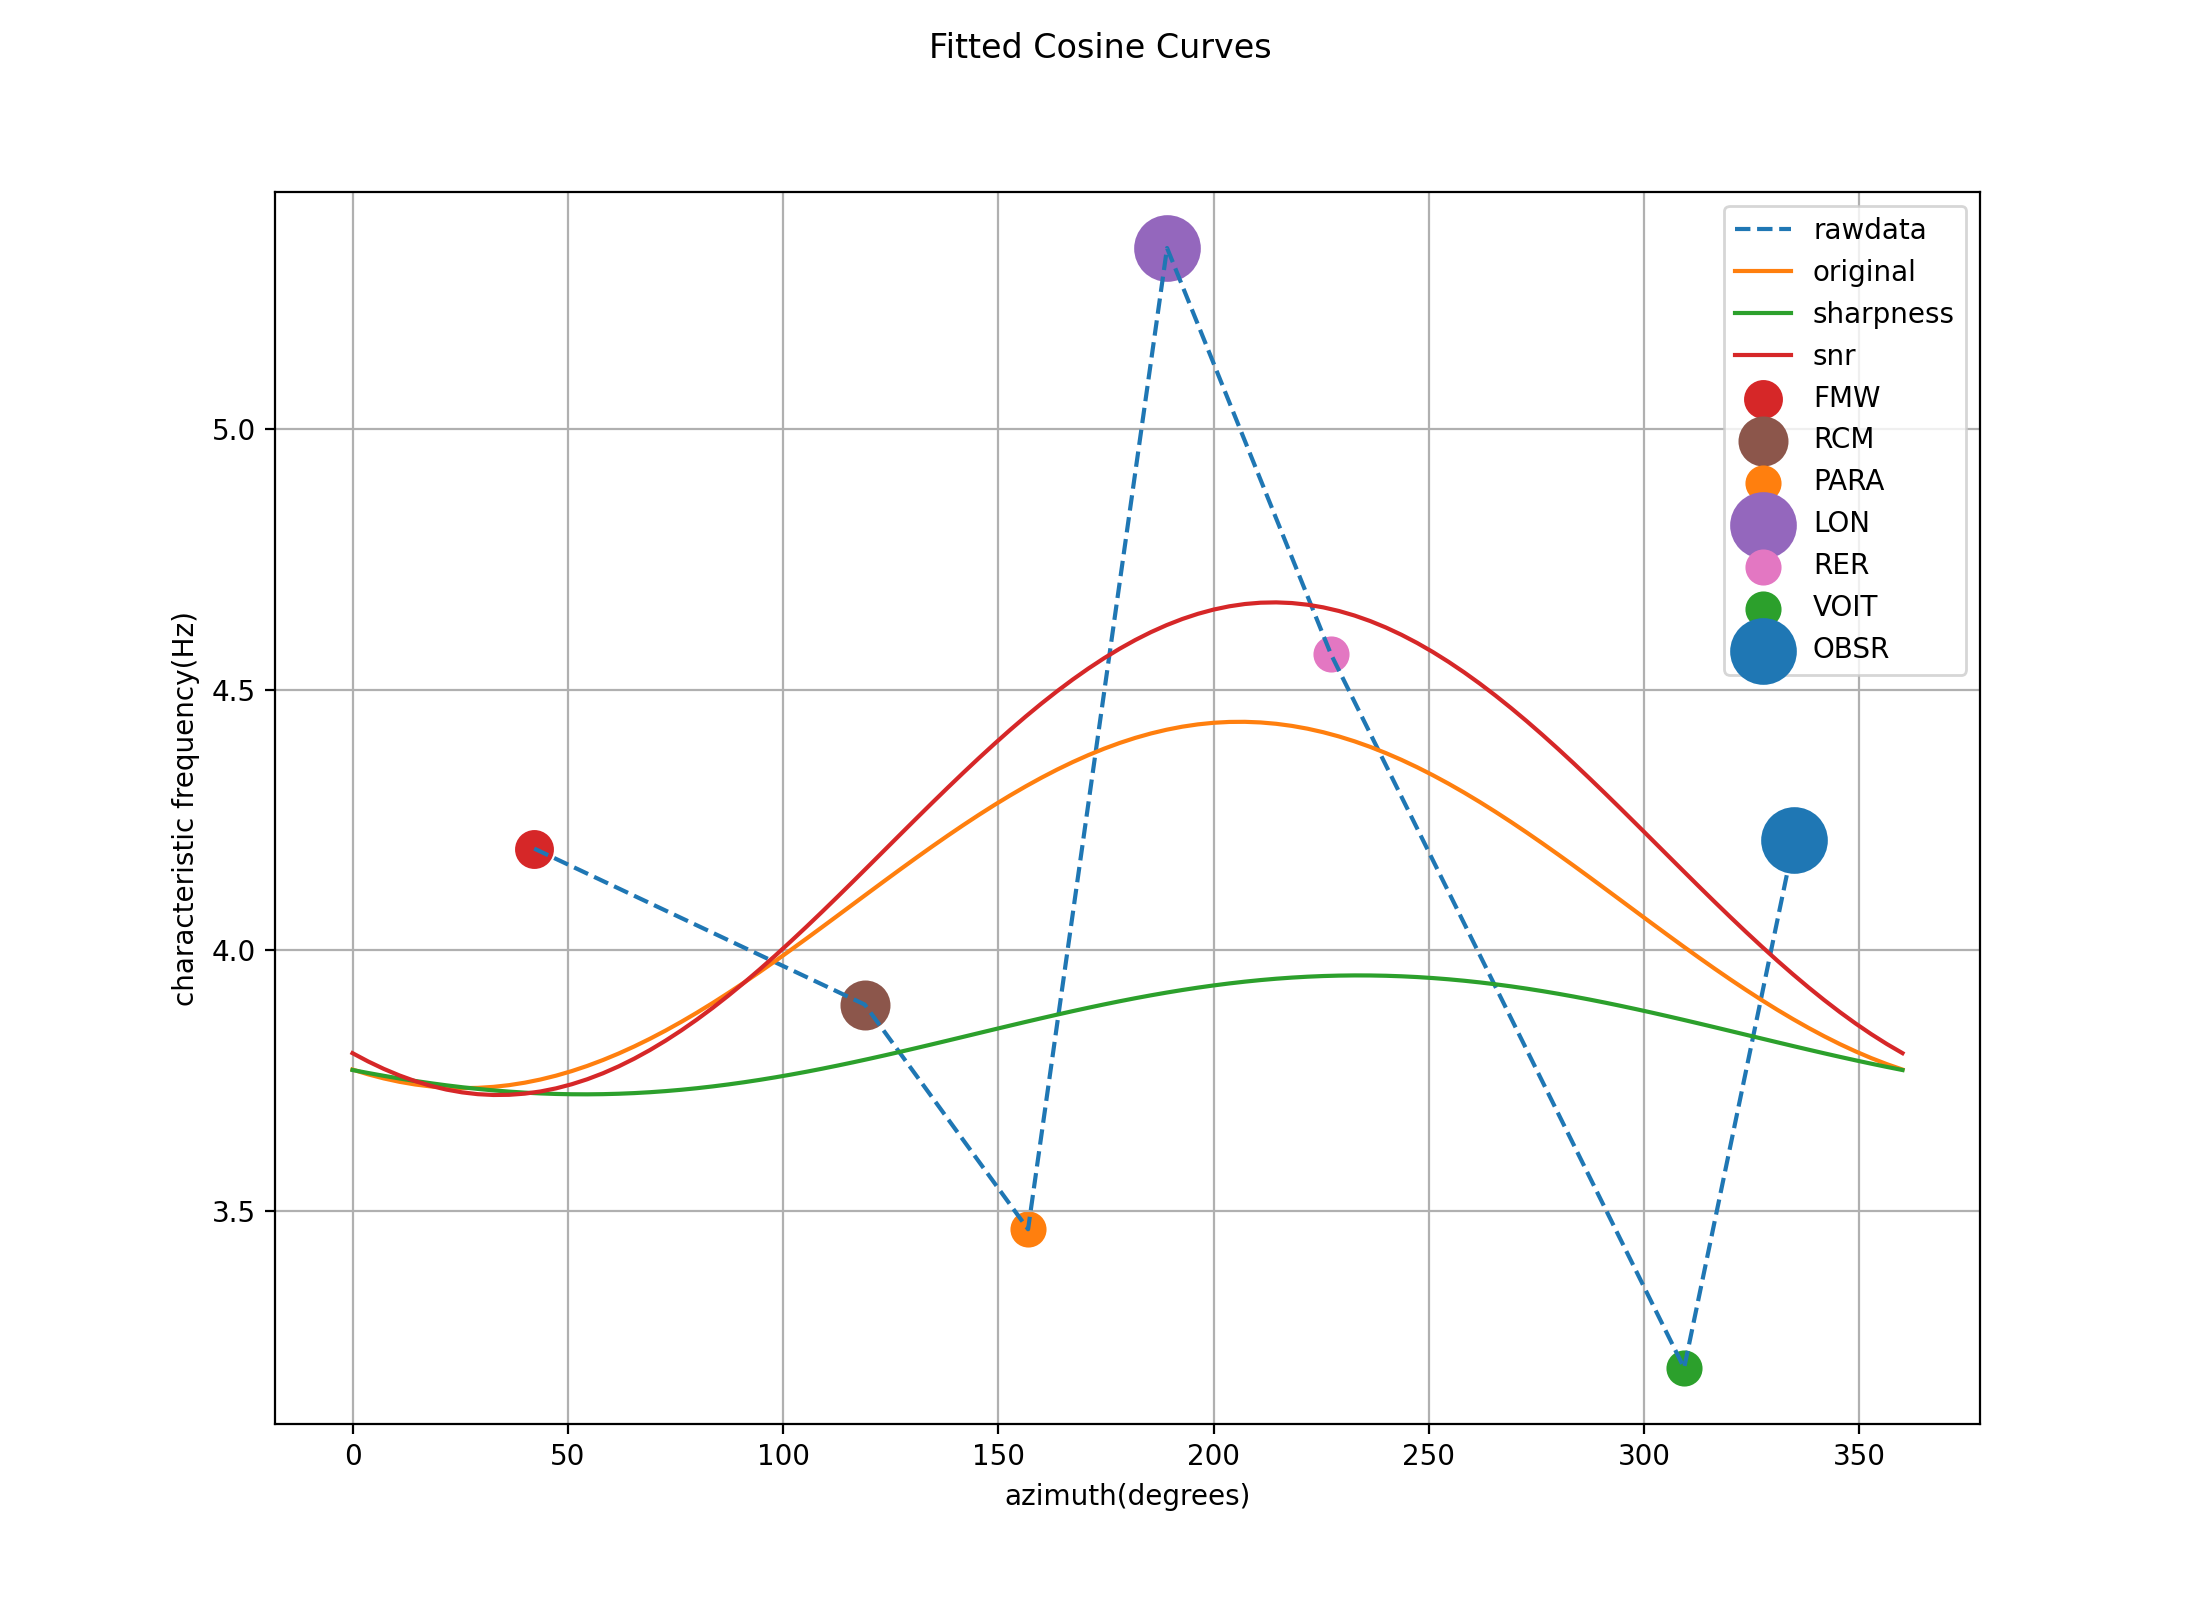 Fitted Cosine Curves
rawdata
original
sharpness
snr
FMW
RCM
PARA
LON
RER
VOIT
OBSR
characteristic frequency(Hz)
5.0
4.5
4.0
3.5
0 50 100 150 200 250 300 350
azimuth(degrees)